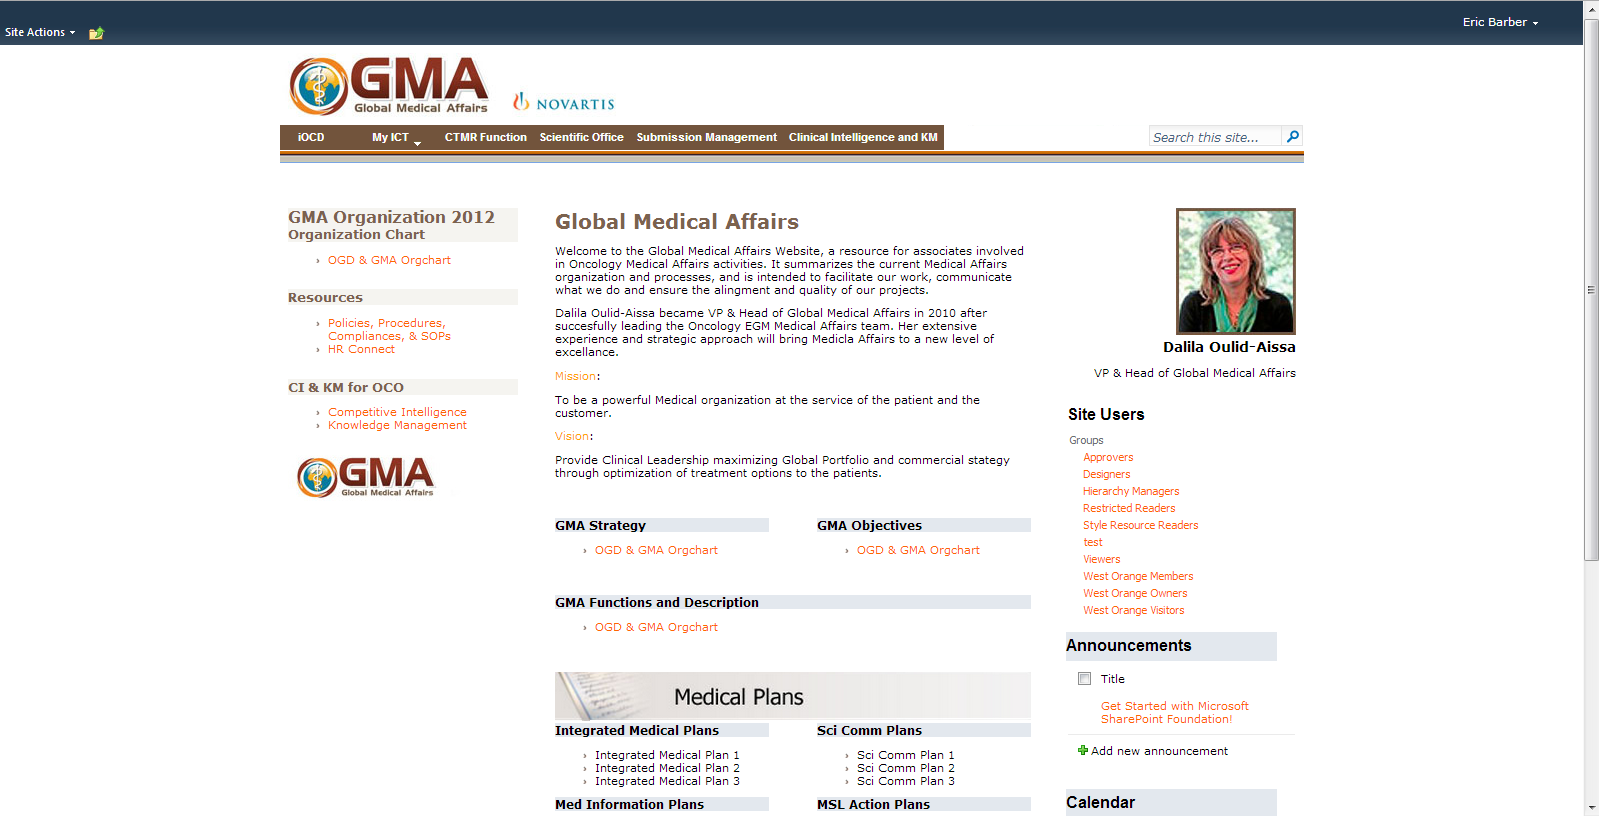 Site Actions
Eric Barber
GMA
Global Medical Affairs
NOVARTIS
iOCD
My ICT
CTMR Function
Scientific Office
Submission Management
Clinical Intelligence and KM
Search this site...
GMA Organization 2012
Organization Chart
OGD & GMA Orgchart
Resources
Policies, Procedures,
Compliances, & SOPs
HR Connect
CI & KM for OCO
Competitive Intelligence
Knowledge Management
GMA
Global Medical Affairs
Global Medical Affairs
Welcome to the Global Medical Affairs Website, a resource for associates involved
in Oncology Medical Affairs activities. It summarizes the current Medical Affairs
organization and processes, and is intended to facilitate our work, communicate
what we do and ensure the alingment and quality of our projects.
Dalila Oulid-Aissa became VP & Head of Global Medical Affairs in 2010 after
succesfully leading the Oncology EGM Medical Affairs team. Her extensive
experience and strategic approach will bring Medicla Affairs to a new level of
excellance.
Mission:
To be a powerful Medical organization at the service of the patient and the
customer.
Vision:
Provide Clinical Leadership maximizing Global Portfolio and commercial stategy
through optimization of treatment options to the patients.
GMA Strategy
OGD & GMA Orgchart
GMA Objectives
OGD & GMA Orgchart
GMA Functions and Description
OGD & GMA Orgchart
Medical Plans
Integrated Medical Plans
Integrated Medical Plan 1
Integrated Medical Plan 2
Integrated Medical Plan 3
Sci Comm Plans
Sci Comm Plan 1
Sci Comm Plan 2
Sci Comm Plan 3
Med Information Plans
MSL Action Plans
Dalila Oulid-Aissa
VP & Head of Global Medical Affairs
Site Users
Groups
Approvers
Designers
Hierarchy Managers
Restricted Readers
Style Resource Readers
test
Viewers
West Orange Members
West Orange Owners
West Orange Visitors
Announcements
Title
Get Started with Microsoft
SharePoint Foundation!
Add new announcement
Calendar